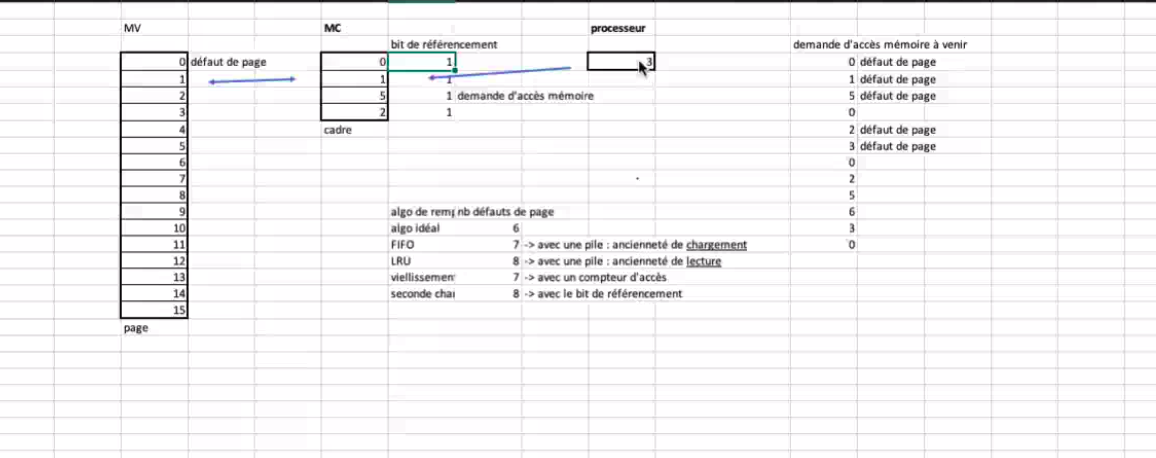 MV MC processeur
bit de référencement demande d'accès mémoire à venir
0 défaut de page 0 1 3 0 défaut de page
1 1 1 1 défaut de page
2 5 1 demande d'accès mémoire 5 défaut de page
3 2 1 0
4 cadre 2 défaut de page
5 3 défaut de page
6 0
7 2
8 5
9 algo de remp nb défauts de page 6
10 algo idéal 6 3
11 FIFO 7 -> avec une pile : ancienneté de chargement 0
12 LRU 8 -> avec une pile : ancienneté de lecture
13 viellissemen 7 -> avec un compteur d'accès
14 seconde chai 8 -> avec le bit de référencement
15
page